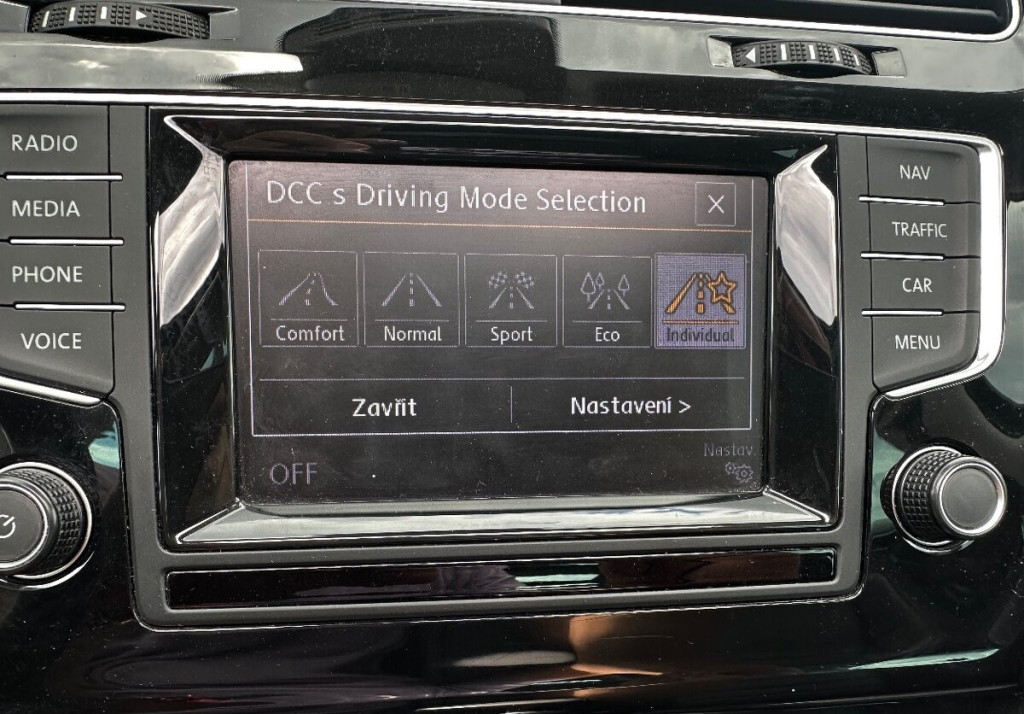 RADIO
MEDIA
PHONE
VOICE
DCC s Driving Mode Selection
Comfort
Normal
Sport
Eco
Individual
Zavřít
Nastavení >
OFF
Nastav.
NAV
TRAFFIC
CAR
MENU